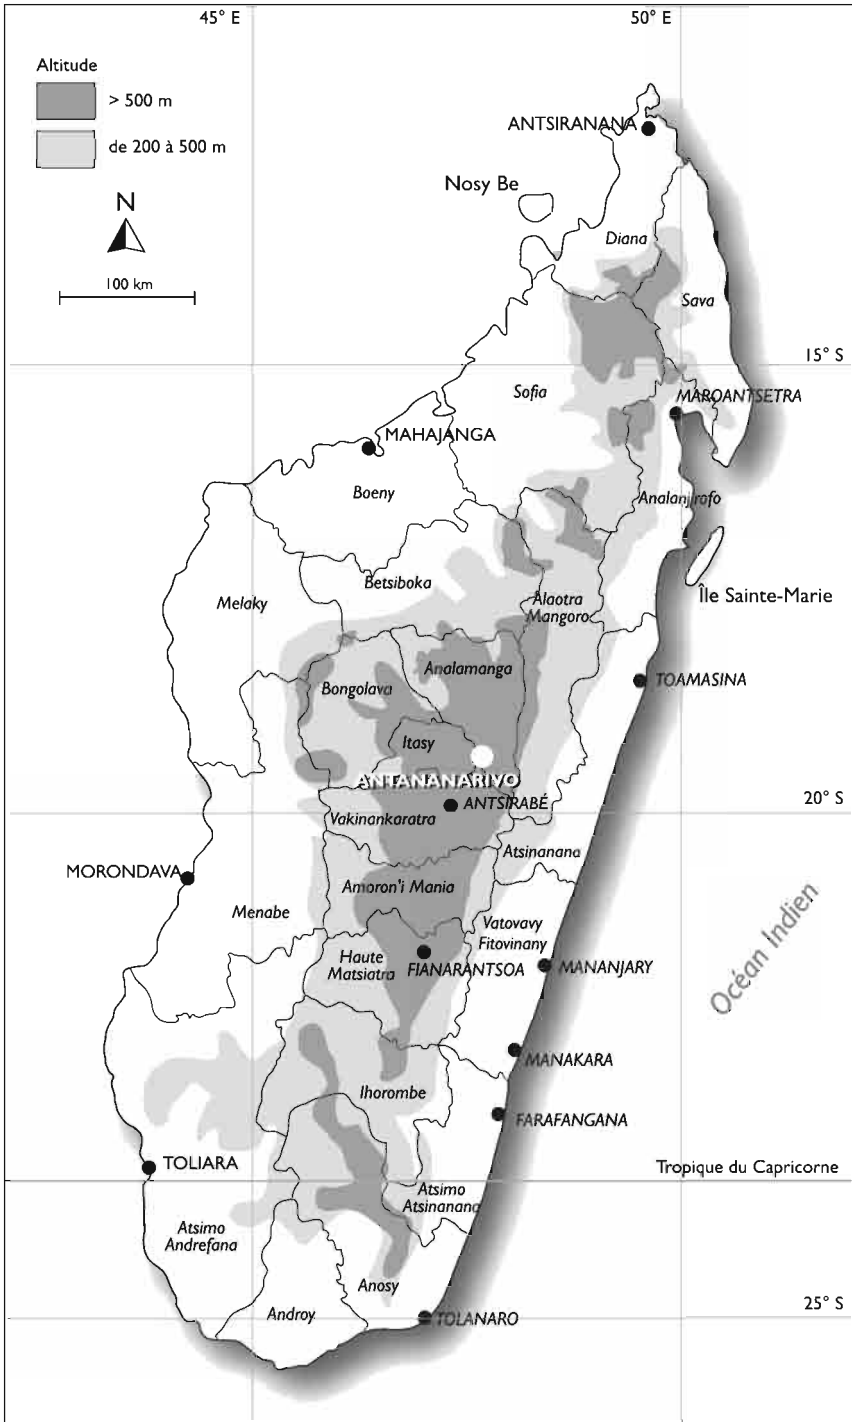 45° E
50° E
Altitude
> 500 m
de 200 à 500 m
N
100 km
ANTSIRANANA
Nosy Be
Diana
Sava
15° S
Sofia
MAROANTSETRA
MAHAJANGA
Boeny
Analanjirofo
Betsiboka
Île Sainte-Marie
Melaky
Alaotra
Mangoro
Analamanga
TOAMASINA
Bongolava
Itasy
ANTANANARIVO
ANTSIRABÉ
20° S
Vakinankaratra
Atsinanana
MORONDAVA
Amoron'i Mania
Menabe
Vatovavy
Fitovinany
Océan Indien
Haute
Matsiatra
FIANARANTSOA
MANANJARY
MANAKARA
Ihorombe
FARAFANGANA
TOLIARA
Tropique du Capricorne
Atsimo
Atsinanana
Atsimo
Andrefana
Anosy
Androy
25° S
TOLANARO